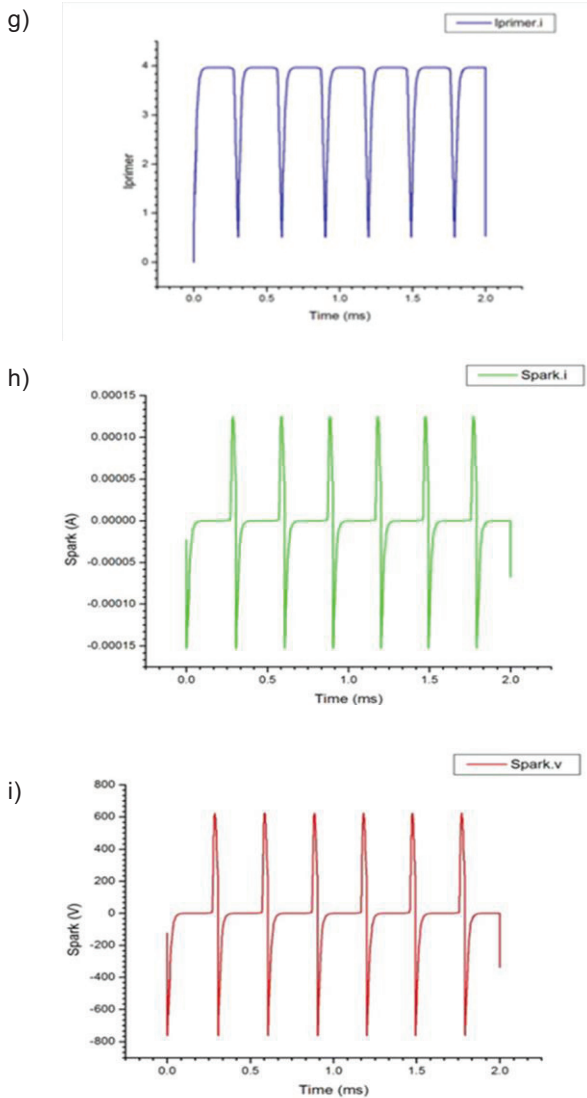 g)
Iprimer.i
4
3
2
1
0
Iprimer
0.0 0.5 1.0 1.5 2.0
Time (ms)
h)
Spark.i
0.00015
0.00010
0.00005
0.00000
-0.00005
-0.00010
-0.00015
Spark (A)
0.0 0.5 1.0 1.5 2.0
Time (ms)
i)
Spark.v
800
600
400
200
0
-200
-400
-600
-800
Spark (V)
0.0 0.5 1.0 1.5 2.0
Time (ms)